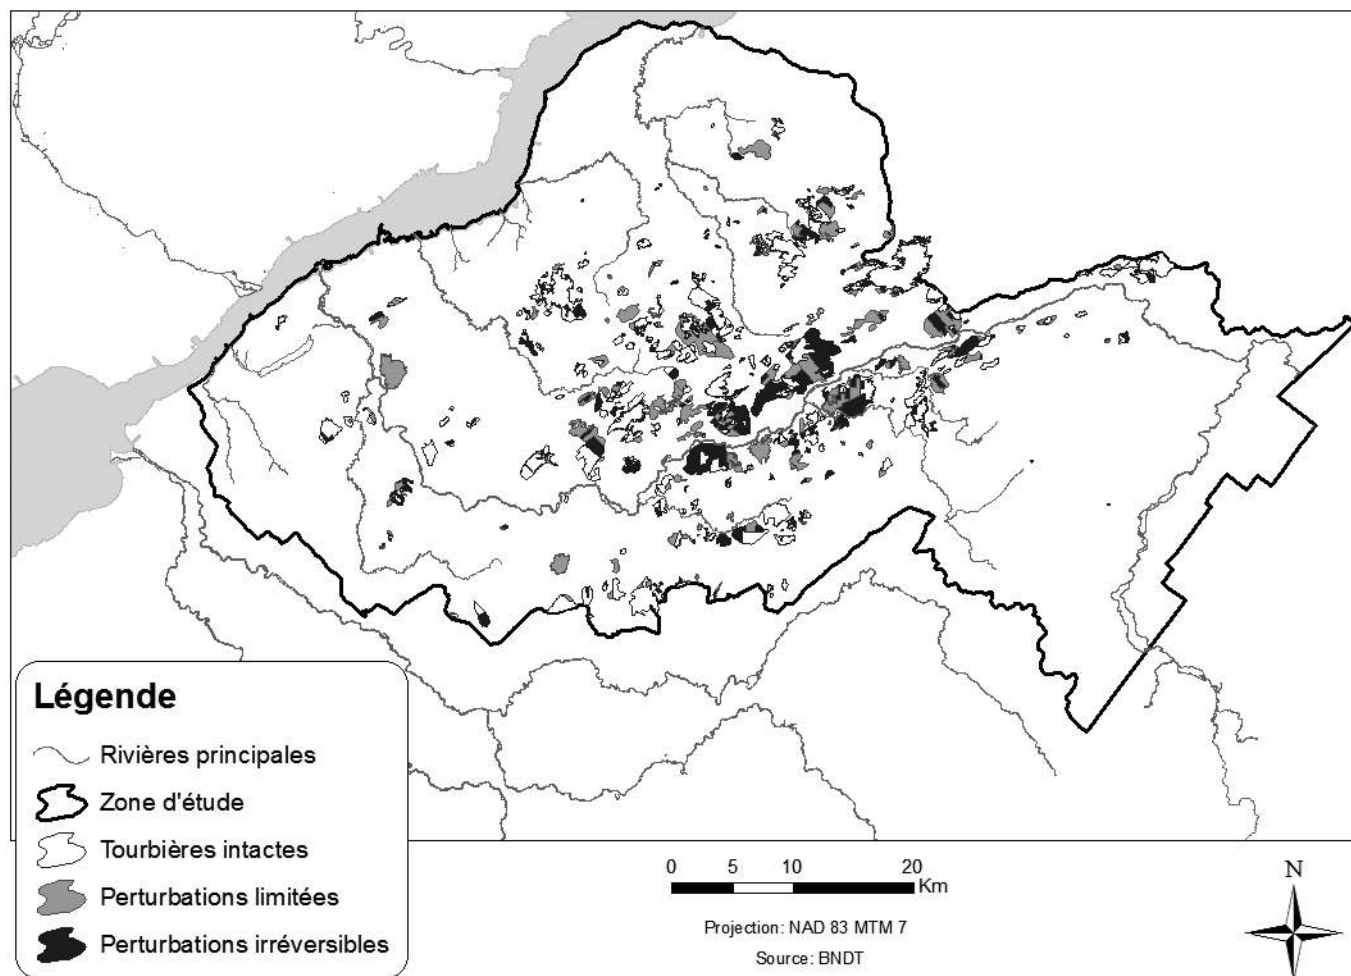 Légende
Rivières principales
Zone d'étude
Tourbières intactes
Perturbations limitées
Perturbations irréversibles
0 5 10 20
Km
Projection: NAD 83 MTM 7
Source: BNDT
N